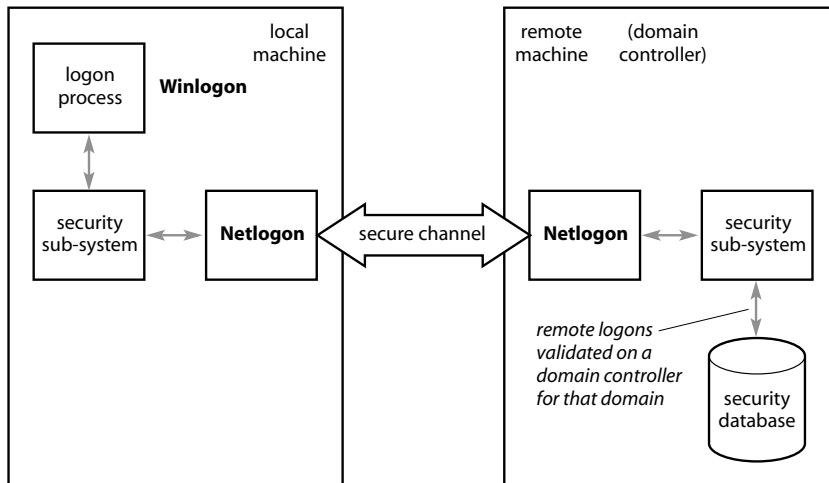 local
machine
logon
process
Winlogon
security
sub-system
Netlogon
secure channel
remote (domain
machine controller)
Netlogon
security
sub-system
remote logons
validated on a
domain controller
for that domain
security
database